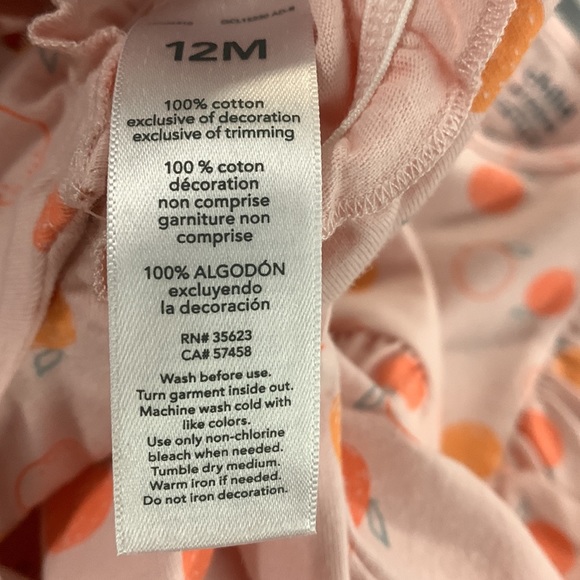 12M
100% cotton
exclusive of decoration
exclusive of trimming
100 % coton
décoration
non comprise
garniture non
comprise
100% ALGODÓN
excluyendo
la decoración
RN# 35623
CA# 57458
Wash before use.
Turn garment inside out.
Machine wash cold with
like colors.
Use only non-chlorine
bleach when needed.
Tumble dry medium.
Warm iron if needed.
Do not iron decoration.